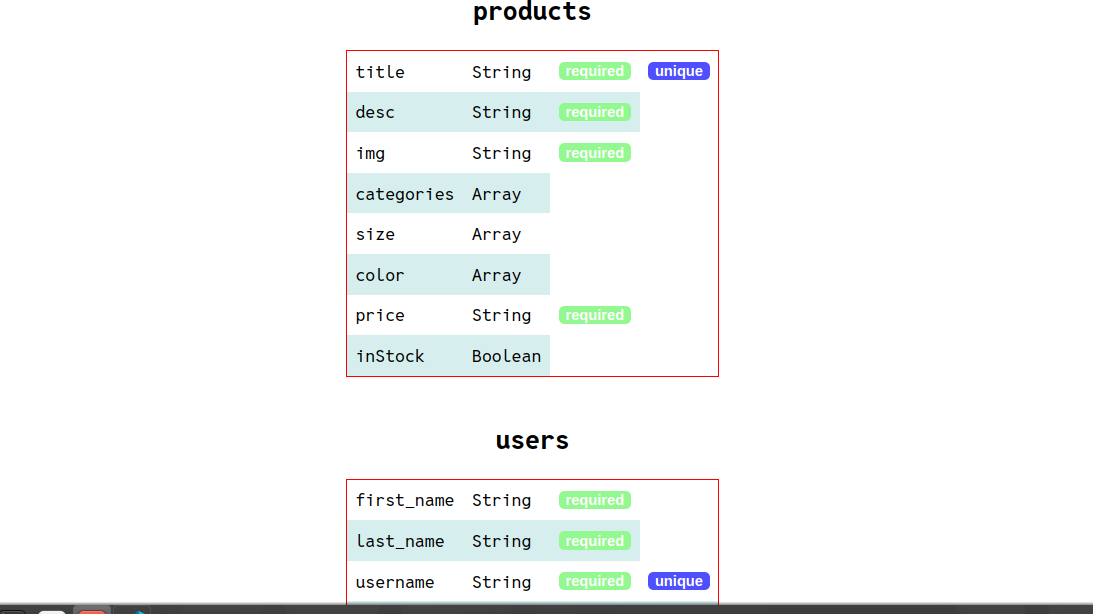 products
title String required unique
desc String required
img String required
categories Array
size Array
color Array
price String required
inStock Boolean
users
first_name String required
last_name String required
username String required unique